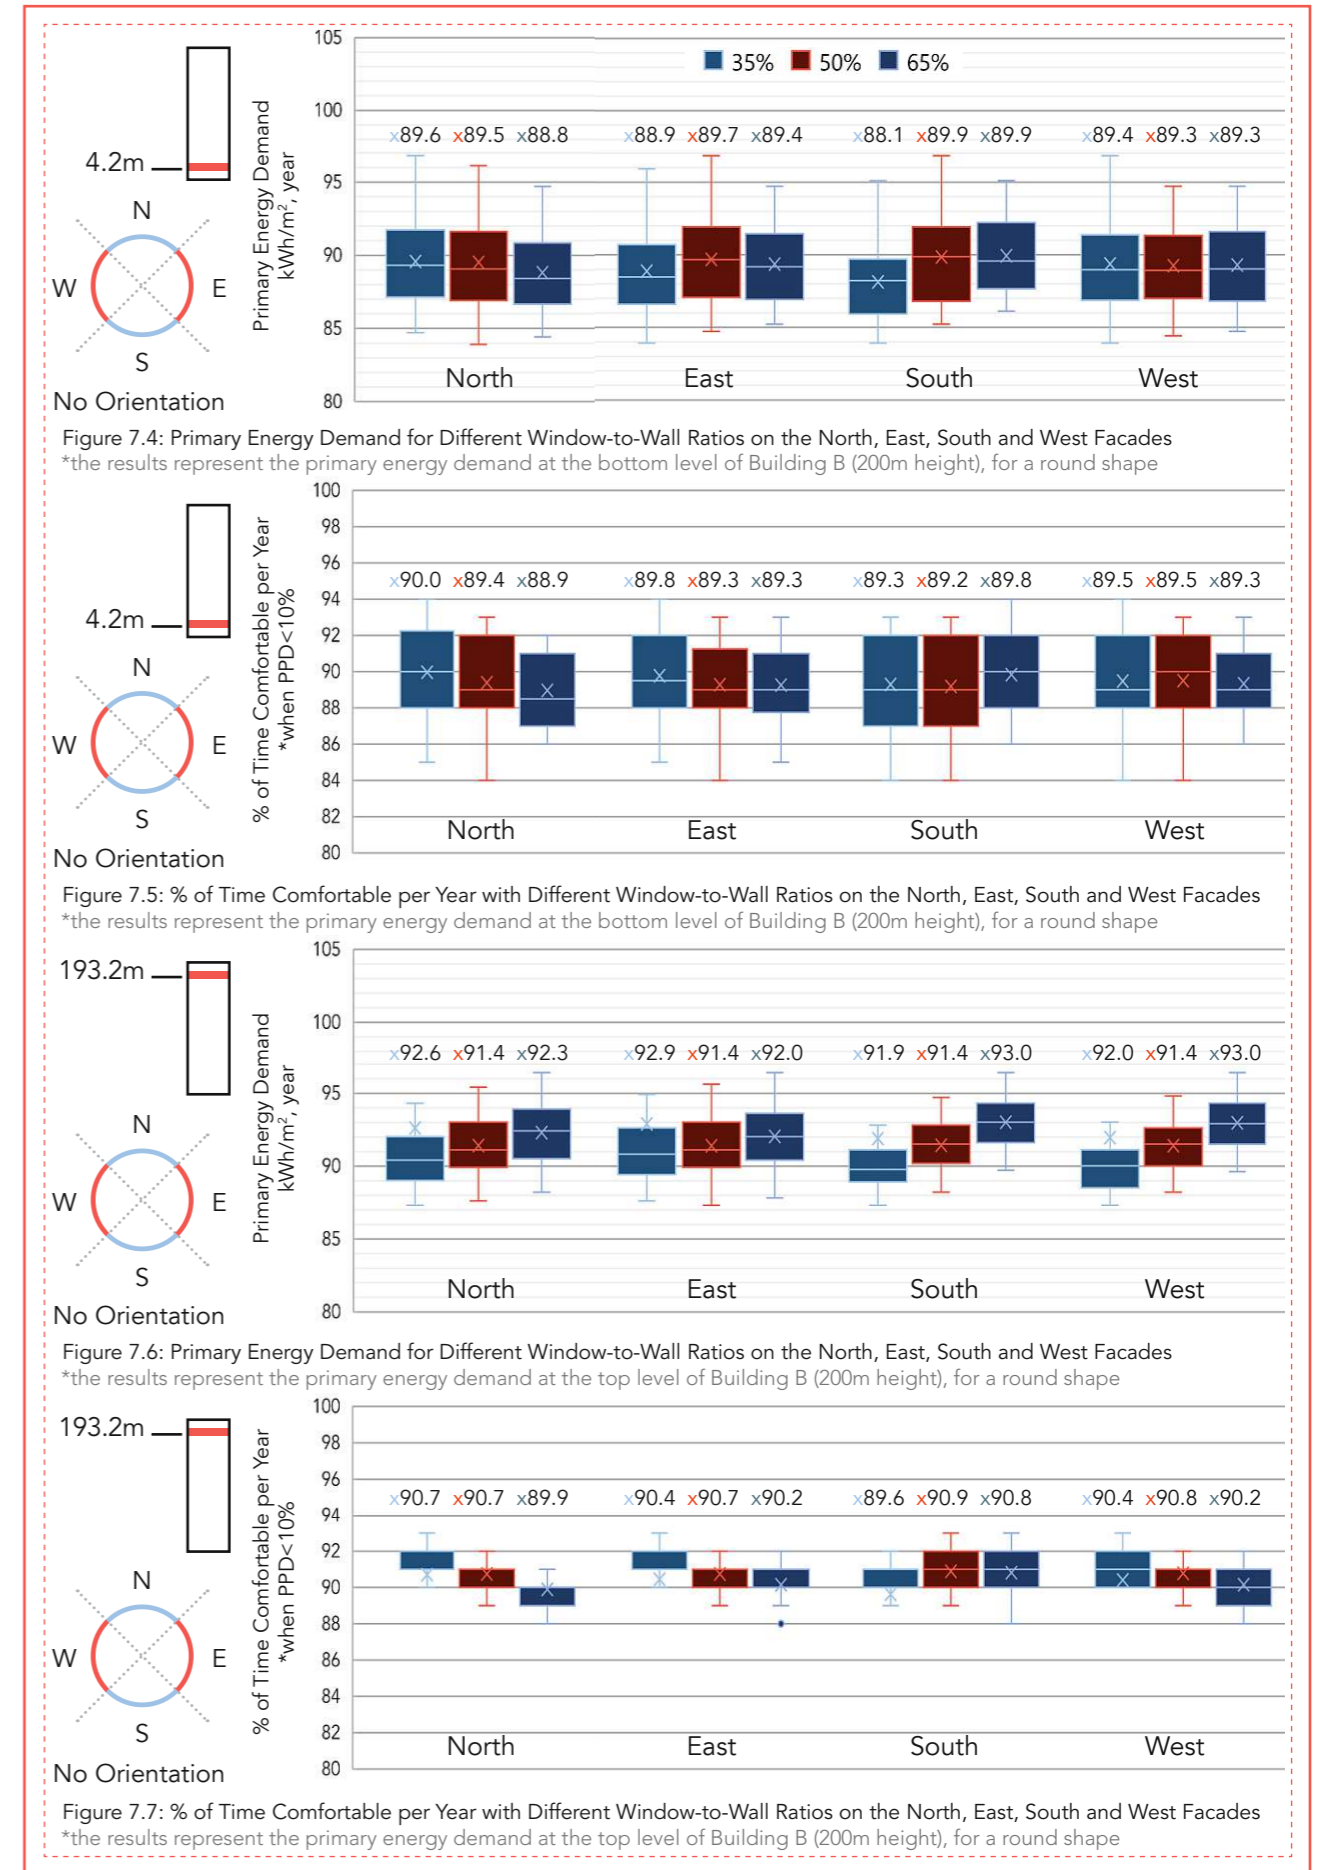 105
100
95
90
85
80
Primary Energy Demand
kWh/m², year
35% 50% 65%
x89.6 x89.5 x88.8 x88.9 x89.7 x89.4 x88.1 x89.9 x89.9 x89.4 x89.3 x89.3
4.2m
N
W E
S
No Orientation
North East South West
Figure 7.4: Primary Energy Demand for Different Window-to-Wall Ratios on the North, East, South and West Facades
*the results represent the primary energy demand at the bottom level of Building B (200m height), for a round shape
100
98
96
94
92
90
88
86
84
82
80
% of Time Comfortable per Year
*when PPD<10%
x90.0 x89.4 x88.9 x89.8 x89.3 x89.3 x89.3 x89.2 x89.8 x89.5 x89.5 x89.3
4.2m
N
W E
S
No Orientation
North East South West
Figure 7.5: % of Time Comfortable per Year with Different Window-to-Wall Ratios on the North, East, South and West Facades
*the results represent the primary energy demand at the bottom level of Building B (200m height), for a round shape
105
100
95
90
85
80
Primary Energy Demand
kWh/m², year
x92.6 x91.4 x92.3 x92.9 x91.4 x92.0 x91.9 x91.4 x93.0 x92.0 x91.4 x93.0
193.2m
N
W E
S
No Orientation
North East South West
Figure 7.6: Primary Energy Demand for Different Window-to-Wall Ratios on the North, East, South and West Facades
*the results represent the primary energy demand at the top level of Building B (200m height), for a round shape
100
98
96
94
92
90
88
86
84
82
80
% of Time Comfortable per Year
*when PPD<10%
x90.7 x90.7 x89.9 x90.4 x90.7 x90.2 x89.6 x90.9 x90.8 x90.4 x90.8 x90.2
193.2m
N
W E
S
No Orientation
North East South West
Figure 7.7: % of Time Comfortable per Year with Different Window-to-Wall Ratios on the North, East, South and West Facades
*the results represent the primary energy demand at the top level of Building B (200m height), for a round shape